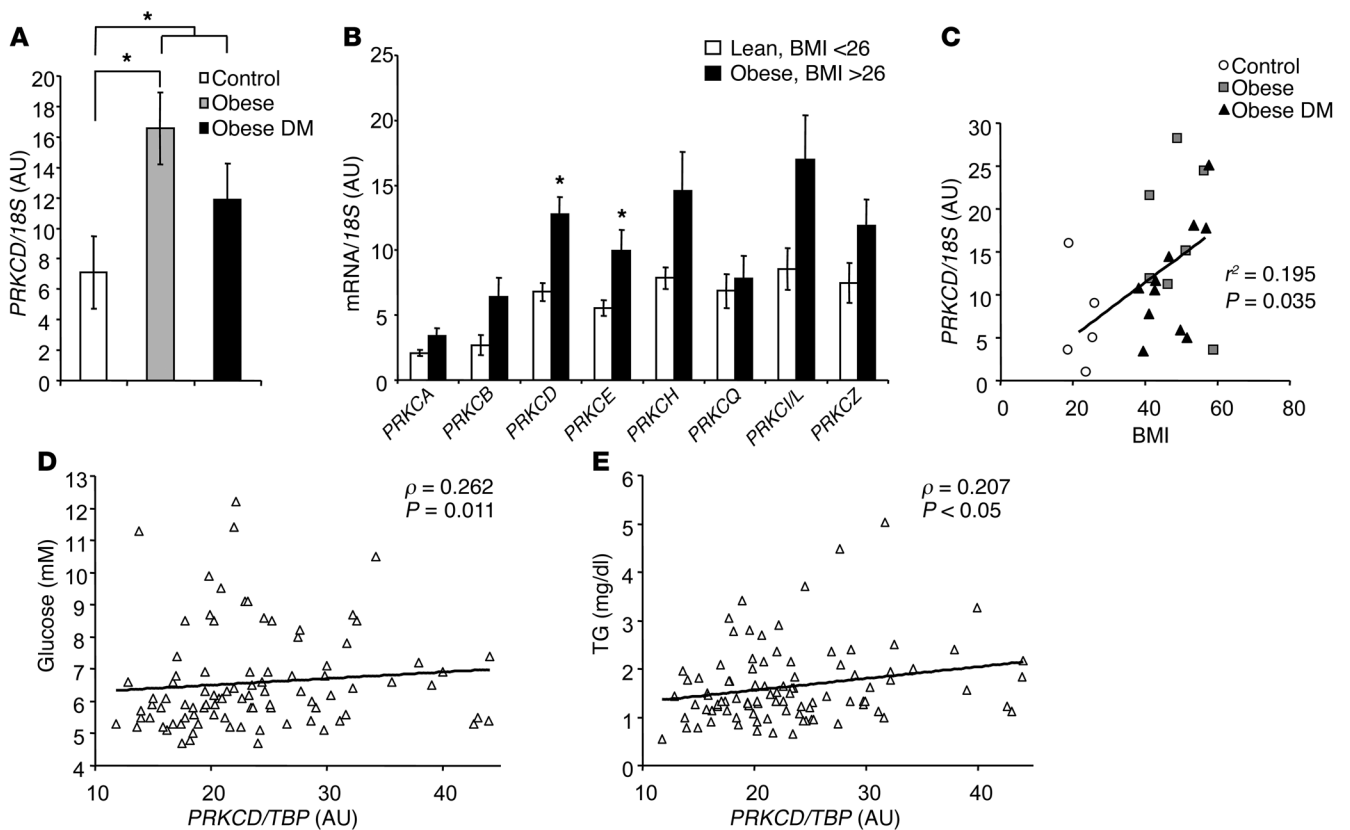 A
*
*
Control
Obese
Obese DM
PRKCD/18S (AU)
20
18
16
14
12
10
8
6
4
2
0
B
Lean, BMI <26
Obese, BMI >26
mRNA/18S (AU)
25
20
15
10
5
0
*
*
PRKCA
PRKCB
PRKCD
PRKCE
PRKCH
PRKCQ
PRKCI/L
PRKCZ
C
Control
Obese
Obese DM
PRKCD/18S (AU)
30
25
20
15
10
5
0
r² = 0.195
P = 0.035
0 20 40 60 80
BMI
D
ρ = 0.262
P = 0.011
Glucose (mM)
13
12
11
10
9
8
7
6
5
4
10 20 30 40
PRKCD/TBP (AU)
E
ρ = 0.207
P < 0.05
TG (mg/dl)
6
5
4
3
2
1
0
10 20 30 40
PRKCD/TBP (AU)